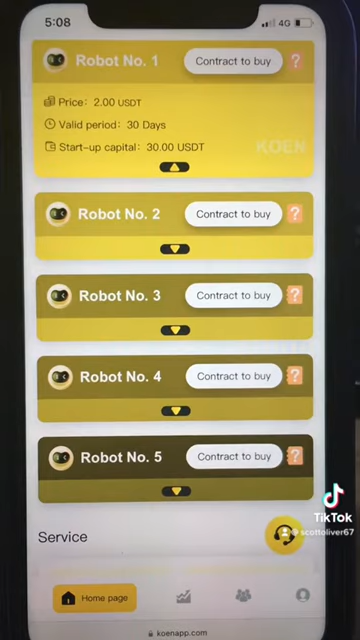 5:08
4G
Robot No. 1
Contract to buy
?
Price: 2.00 USDT
Valid period: 30 Days
Start-up capital: 30.00 USDT
KOEN
Robot No. 2
Contract to buy
?
Robot No. 3
Contract to buy
?
Robot No. 4
Contract to buy
?
Robot No. 5
Contract to buy
?
TikTok
@scottoliver67
Service
Home page
koenapp.com